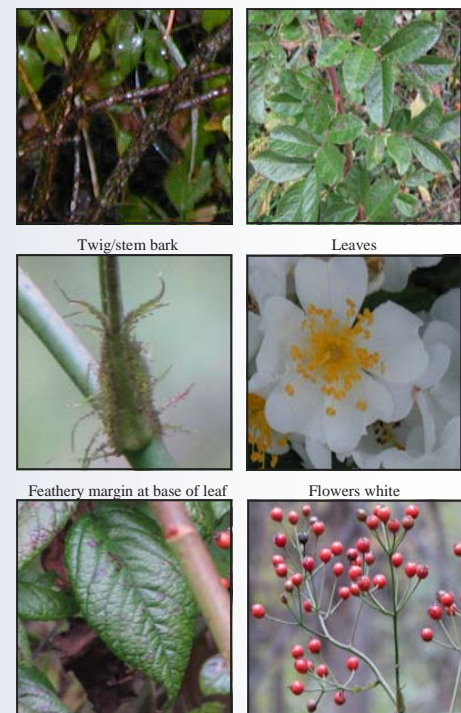 Twig/stem bark
Leaves
Feathery margin at base of leaf
Flowers white